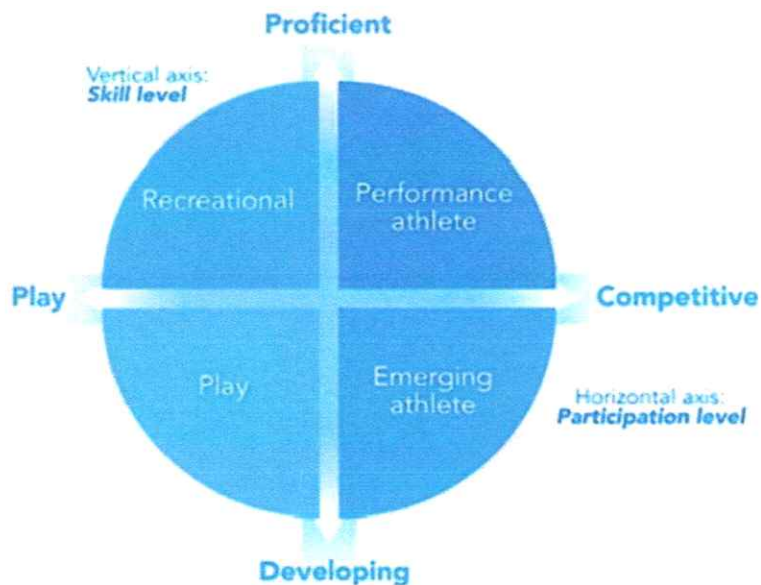 Proficient
Vertical axis:
Skill level
Recreational
Performance
athlete
Play
Competitive
Play
Emerging
athlete
Horizontal axis:
Participation level
Developing